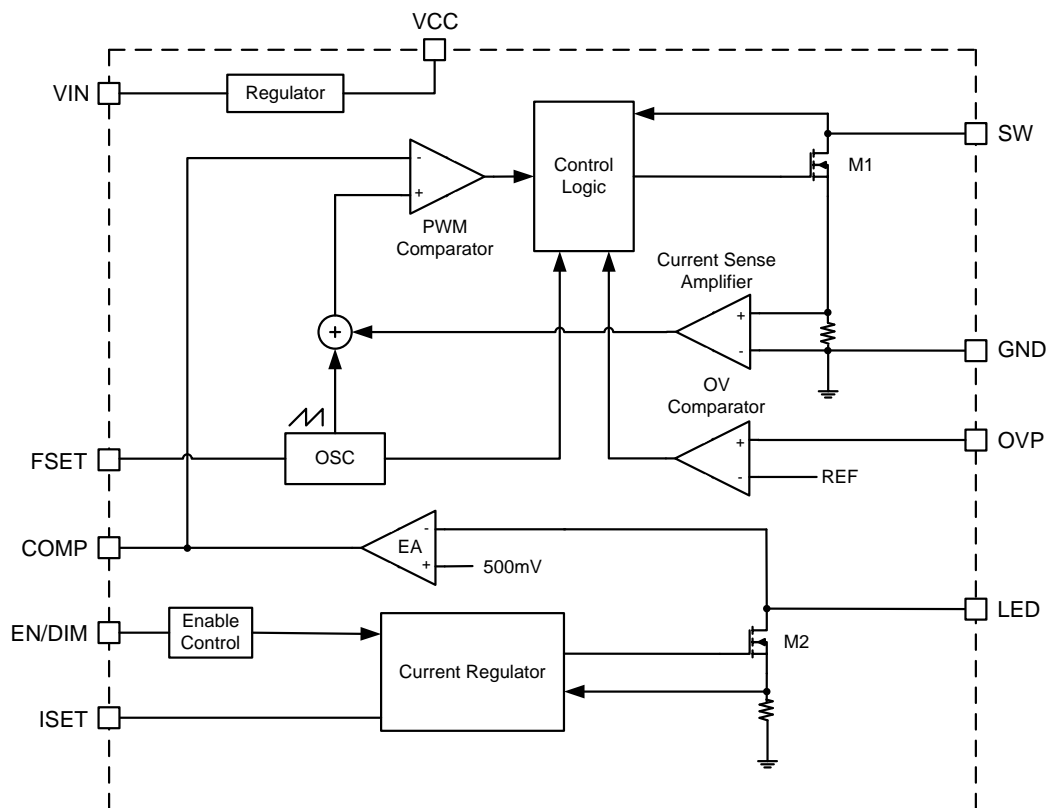 VCC
VIN
Regulator
SW
Control
Logic
M1
-
+
PWM
Comparator
Current Sense
Amplifier
+
-
+
GND
OV
Comparator
OVP
+
-
REF
FSET
OSC
COMP
EA
-
+
500mV
LED
EN/DIM
Enable
Control
M2
Current Regulator
ISET